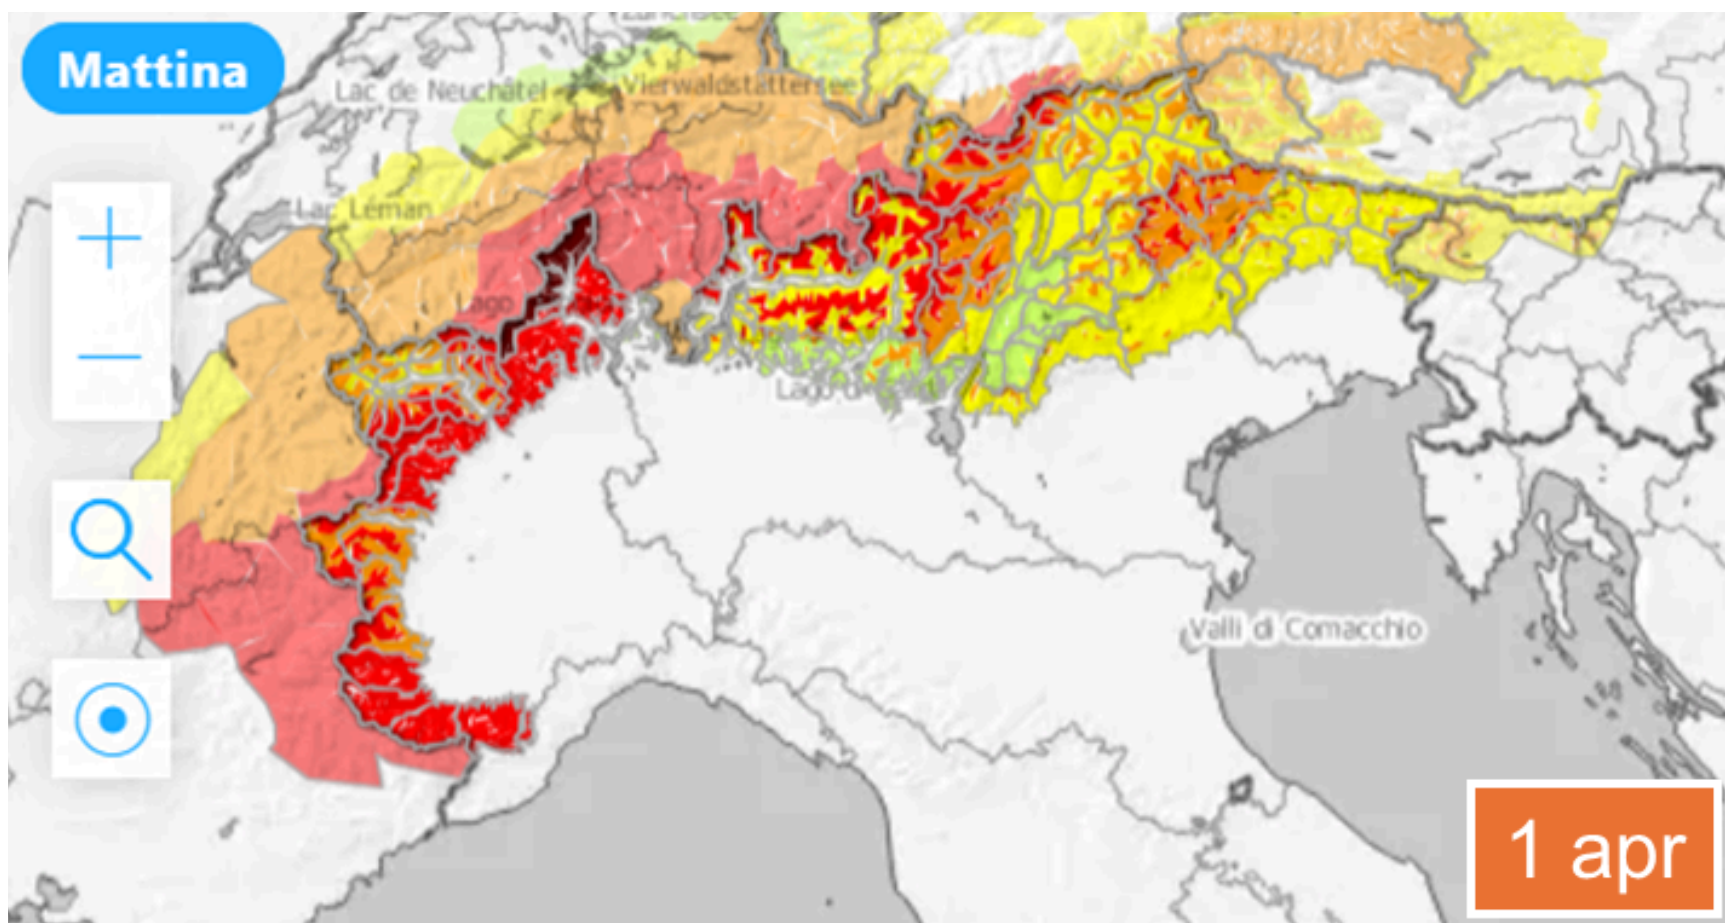 Mattina
Lac de Neuchâtel
Vierwaldstättersee
Lac Léman
Lago
Valli di Comacchio
1 apr